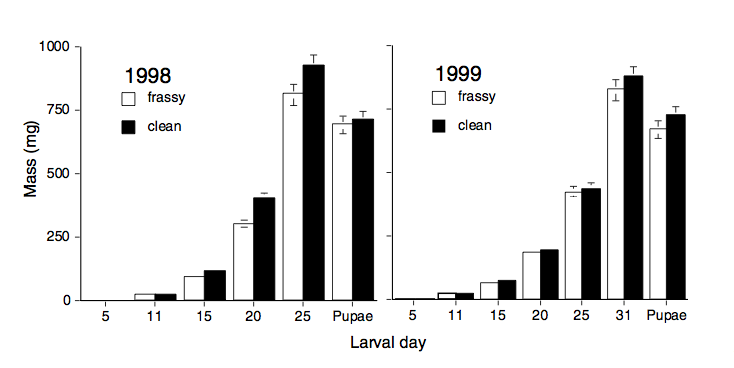 1000
750
500
250
0
Mass (mg)
1998
frassy
clean
1999
frassy
clean
5 11 15 20 25 Pupae
5 11 15 20 25 31 Pupae
Larval day